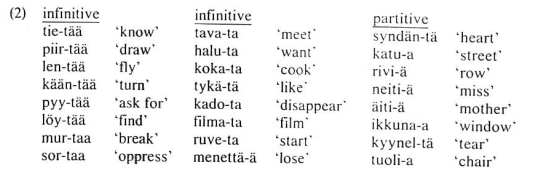 (2) infinitive infinitive partitive
tie-tää 'know' tava-ta 'meet' syndän-tä 'heart'
piir-tää 'draw' halu-ta 'want' katu-a 'street'
len-tää 'fly' koka-ta 'cook' rivi-ä 'row'
kään-tää 'turn' tykä-tä 'like' neiti-ä 'miss'
pyy-tää 'ask for' kado-ta 'disappear' äiti-ä 'mother'
löy-tää 'find' filma-ta 'film' ikkuna-a 'window'
mur-taa 'break' ruve-ta 'start' kyynel-tä 'tear'
sor-taa 'oppress' menettä-ä 'lose' tuoli-a 'chair'